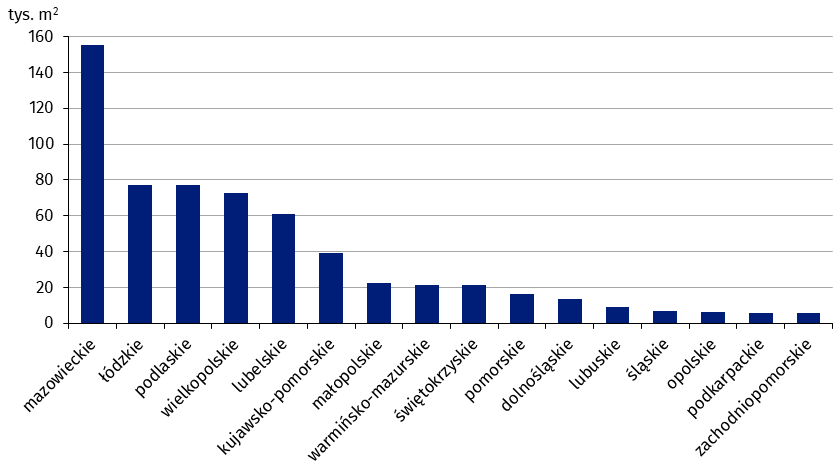 tys. m²
160
140
120
100
80
60
40
20
0
mazowieckie
łódzkie
podlaskie
wielkopolskie
lubelskie
kujawsko-pomorskie
małopolskie
warmińsko-mazurskie
świętokrzyskie
pomorskie
dolnośląskie
lubuskie
śląskie
opolskie
podkarpackie
zachodniopomorskie